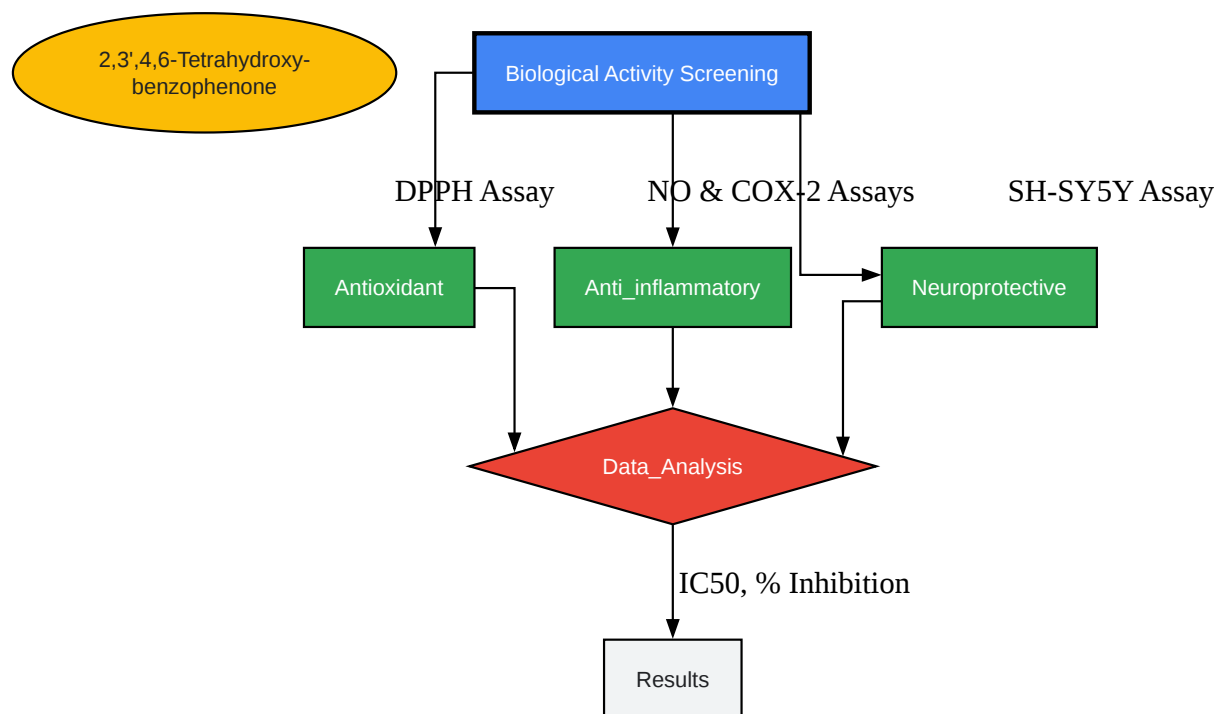 2,3',4,6-Tetrahydroxy-
benzophenone
Biological Activity Screening
DPPH Assay
NO & COX-2 Assays
SH-SY5Y Assay
Antioxidant
Anti_inflammatory
Neuroprotective
Data_Analysis
IC50, % Inhibition
Results